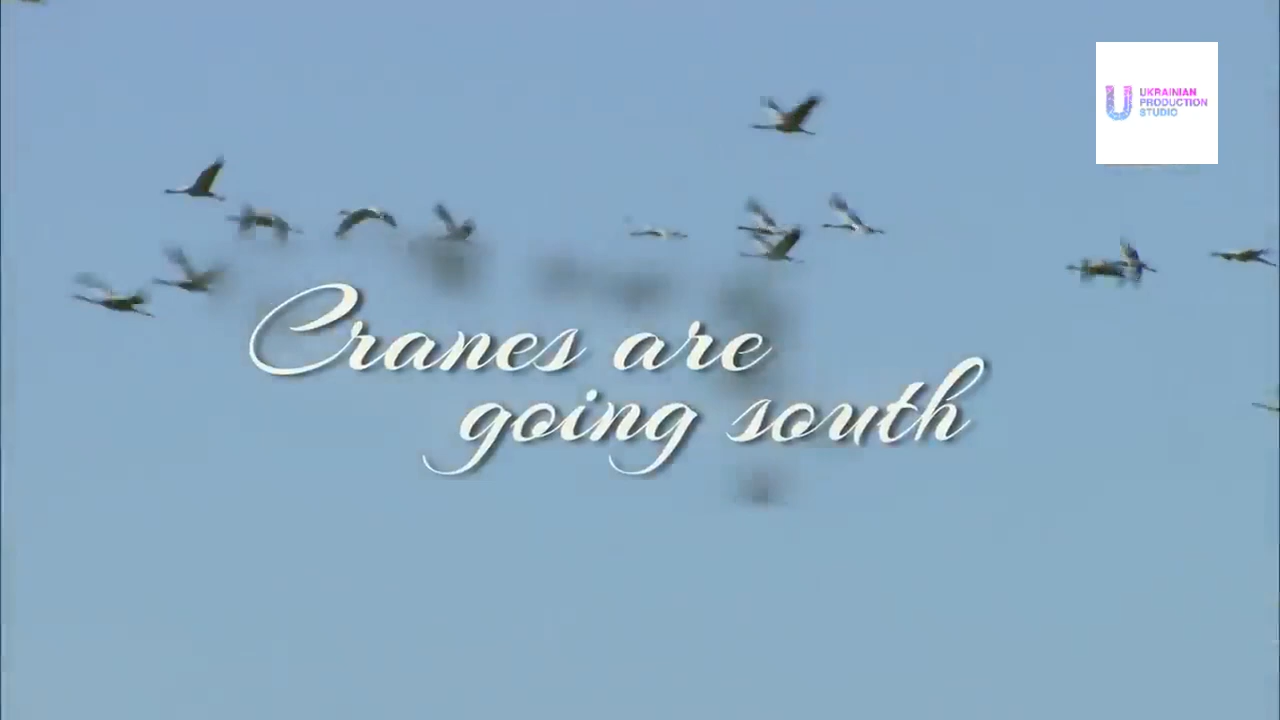 UKRAINIAN
PRODUCTION
STUDIO
Cranes are
going south